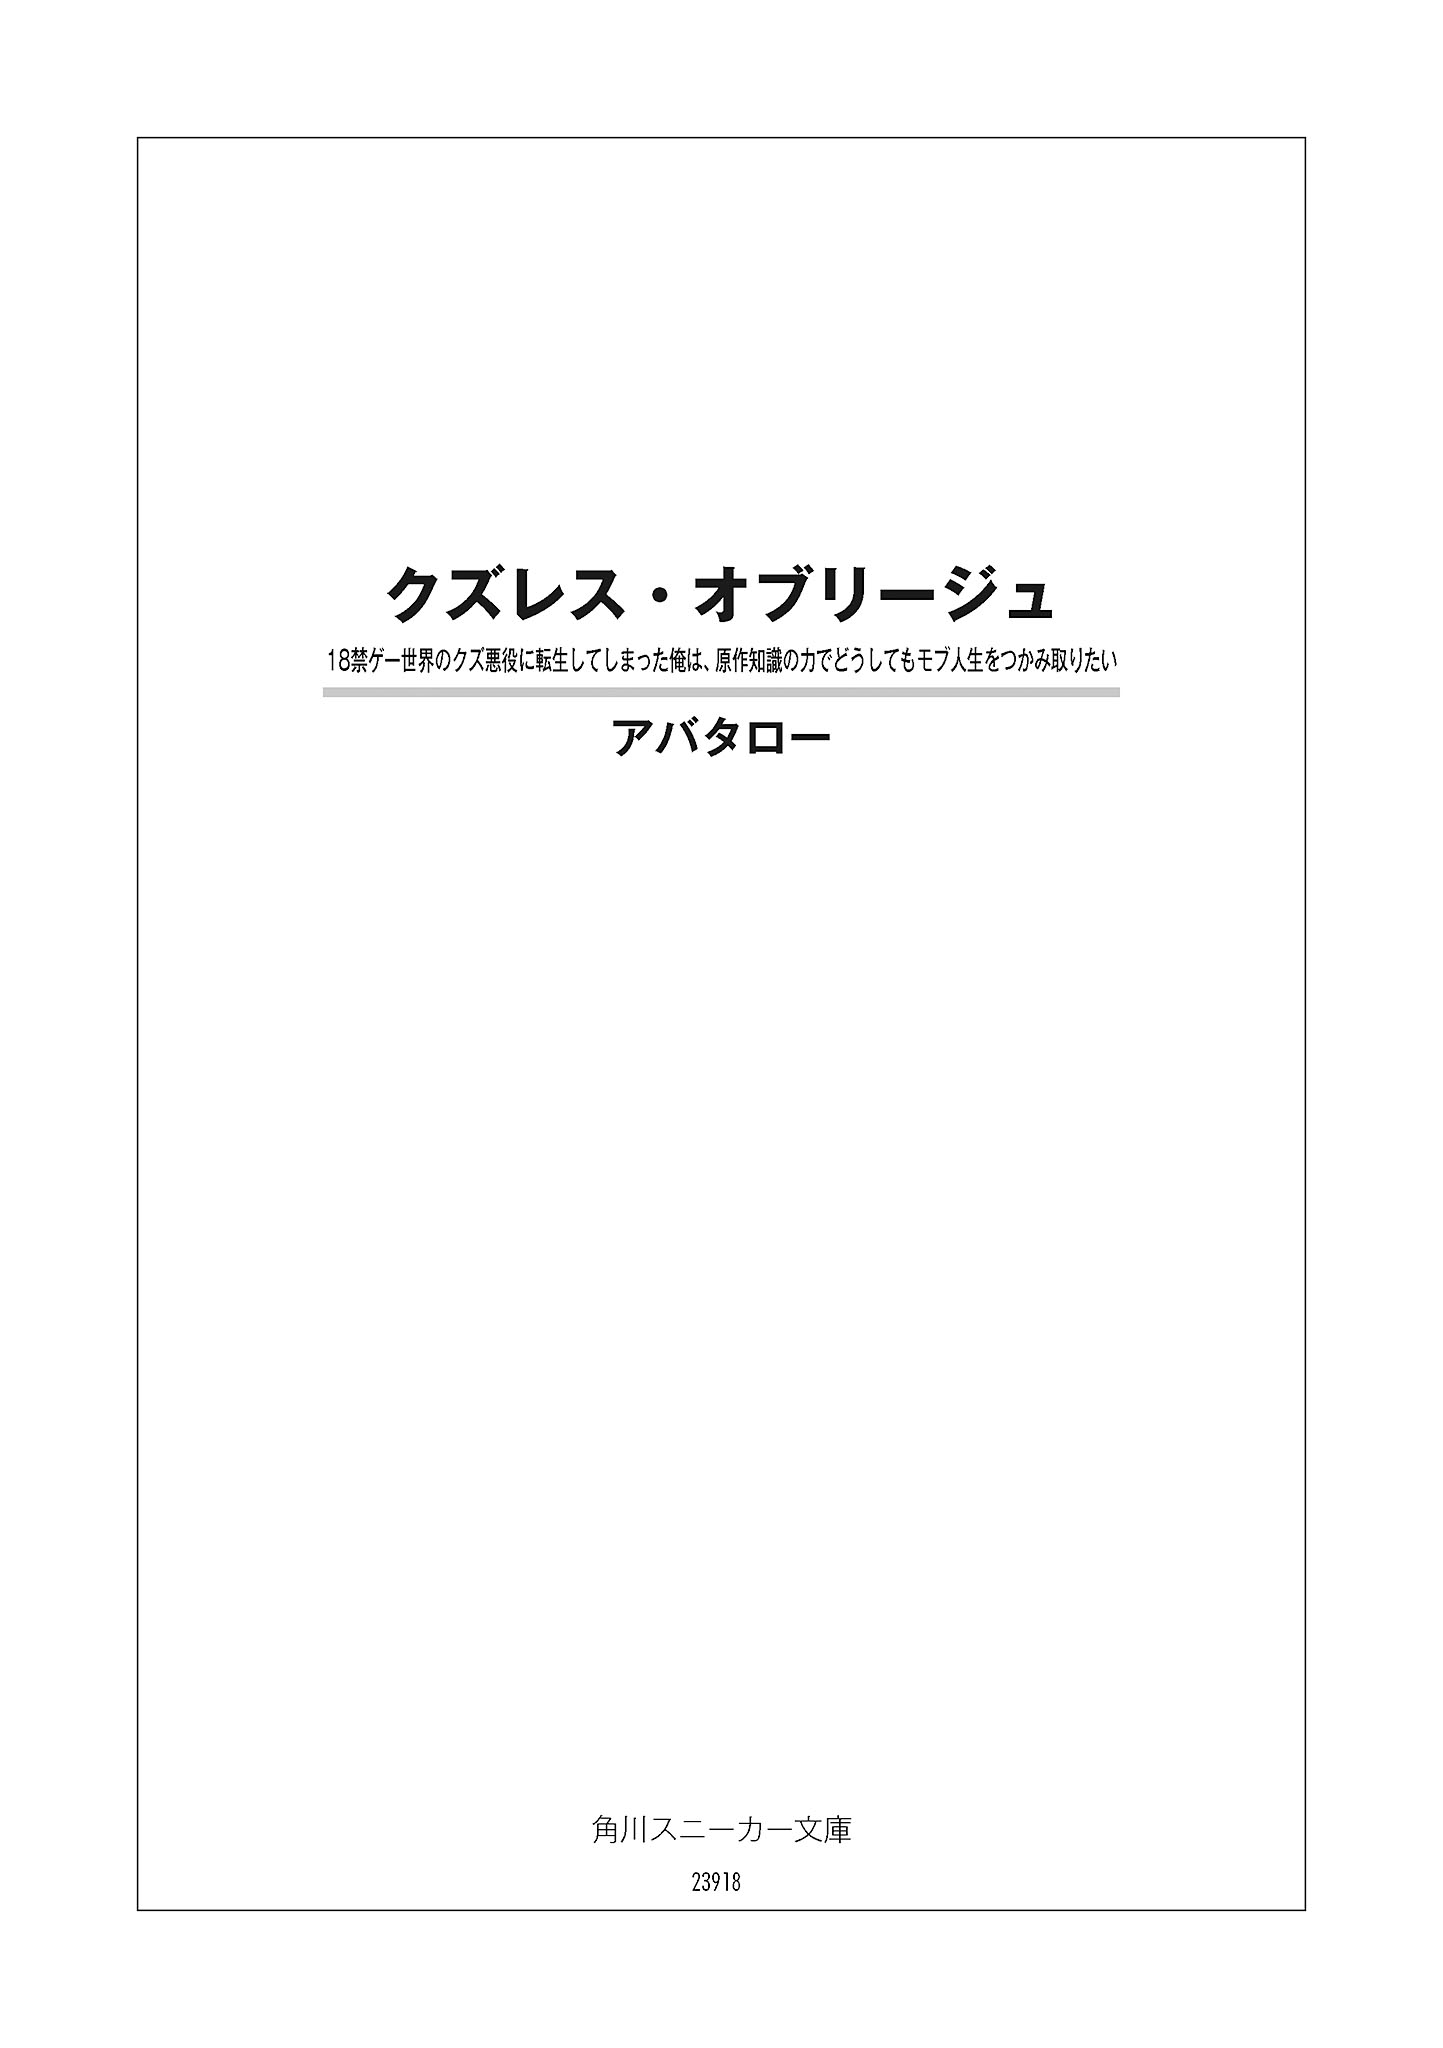 クズレス・オブリージュ
18禁ゲー世界のクズ悪役に転生してしまった俺は、原作知識の力でどうしてもモブ人生をつかみ取りたい
アバタロー
角川スニーカー文庫
23918